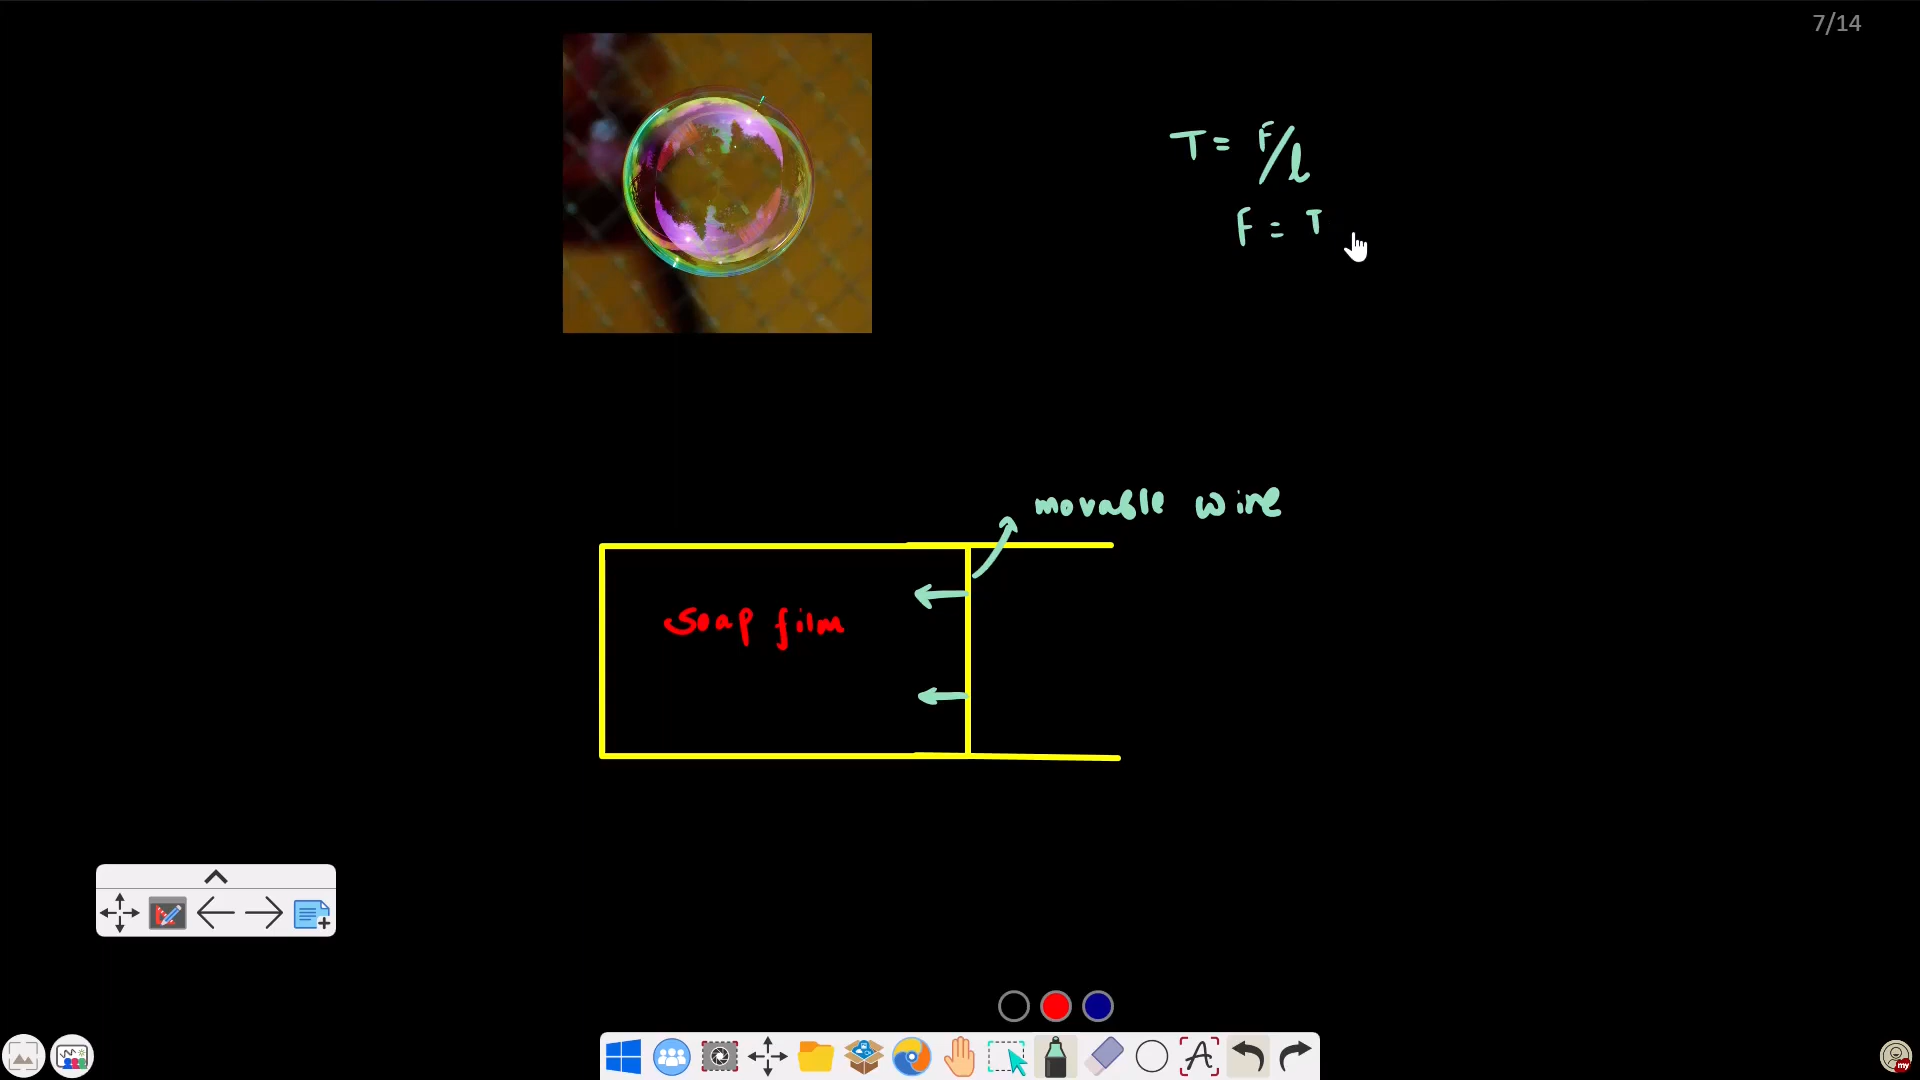 7/14
T = F/l
F = T
movable wire
soap film